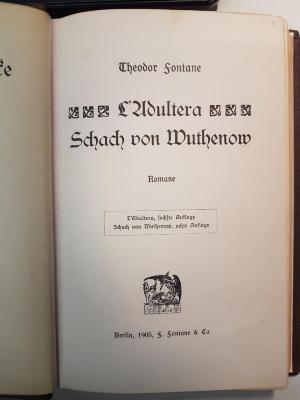 Theodor Fontane
L'Adultera
Schach von Wuthenow
Romane
L'Adultera, sechste Auflage
Schach von Wuthenow, achte Auflage
Berlin, 1905, F. Fontane & Co.